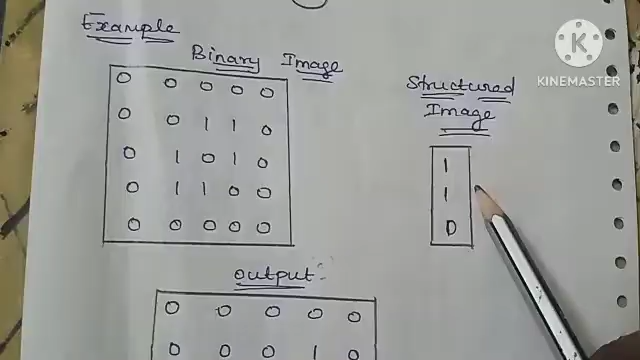 Example
Binary Image
0 0 0 0 0
0 0 1 1 0
0 1 0 1 0
0 1 1 0 0
0 0 0 0 0
Structured
Image
1
1
0
output
0 0 0 0 0
0 0 0 1 0
K
KINEMASTER